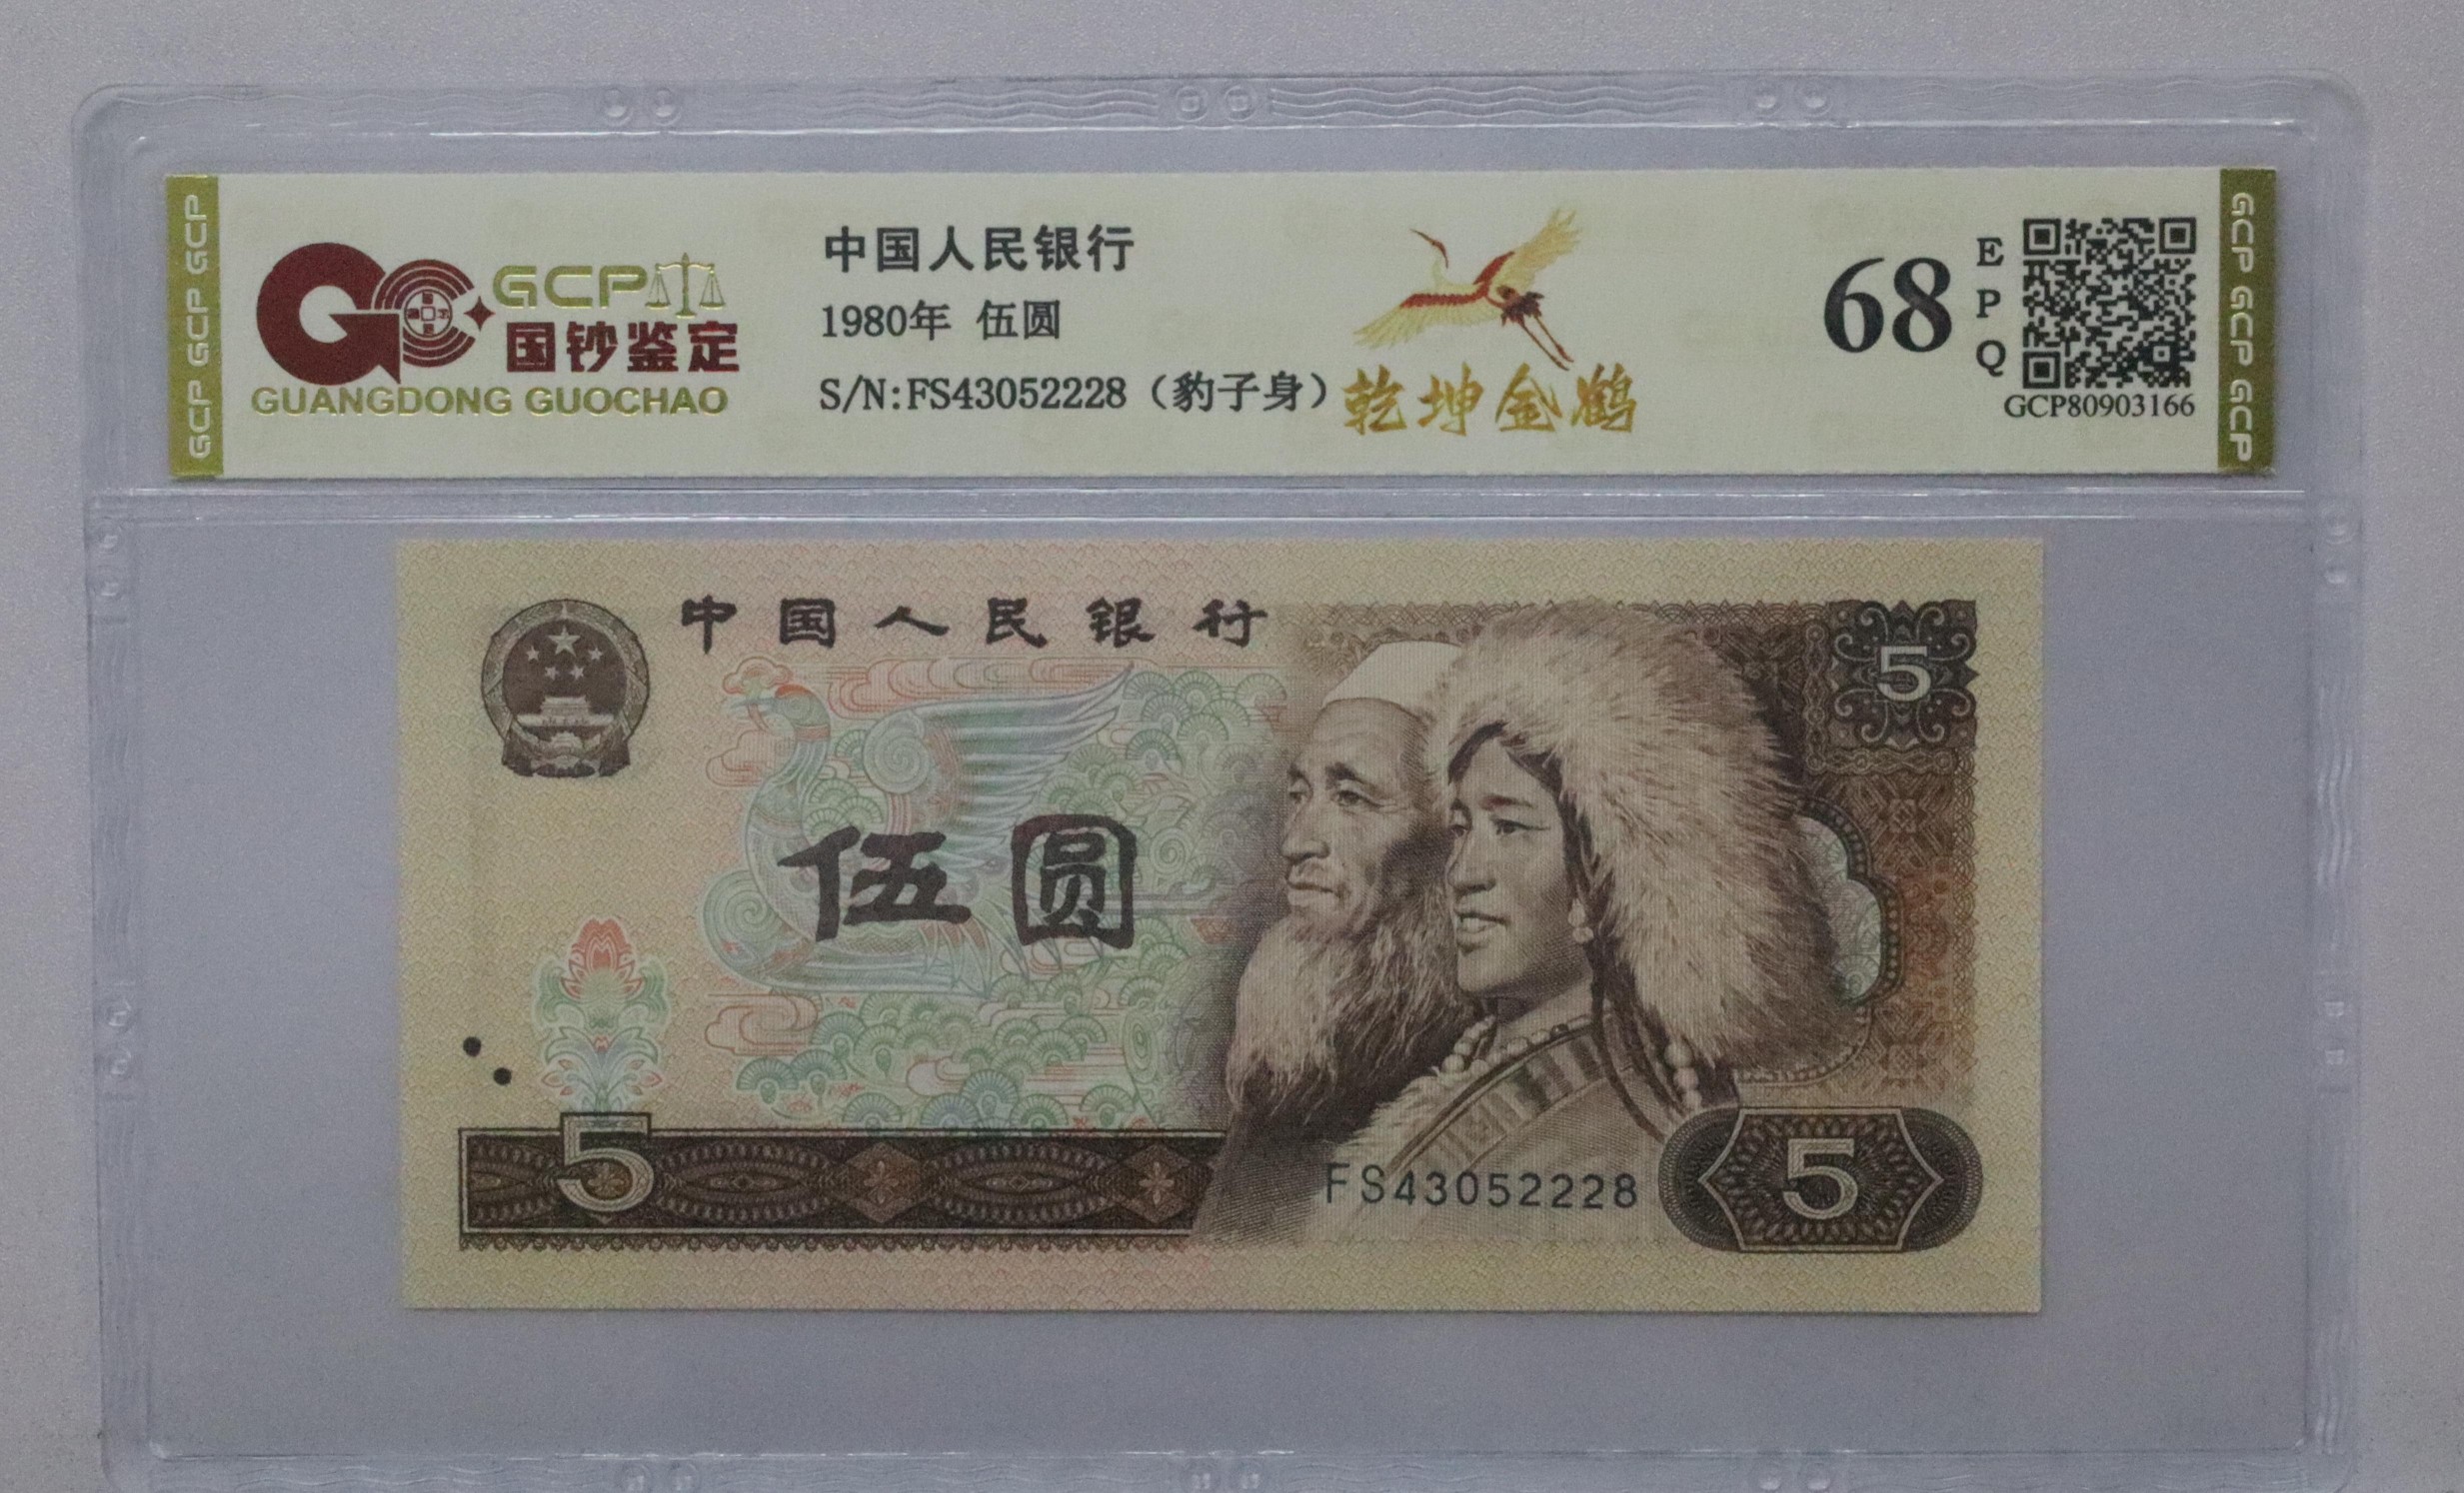 GCP GCP GCP
GCP
国钞鉴定
GUANGDONG GUOCHAO
中国人民银行
1980年 伍圆
S/N:FS43052228（豹子身）
乾坤金鹤
68
EPQ
GCP80903166
GCP GCP GCP
中国人民银行
5
伍圆
5
FS43052228
5